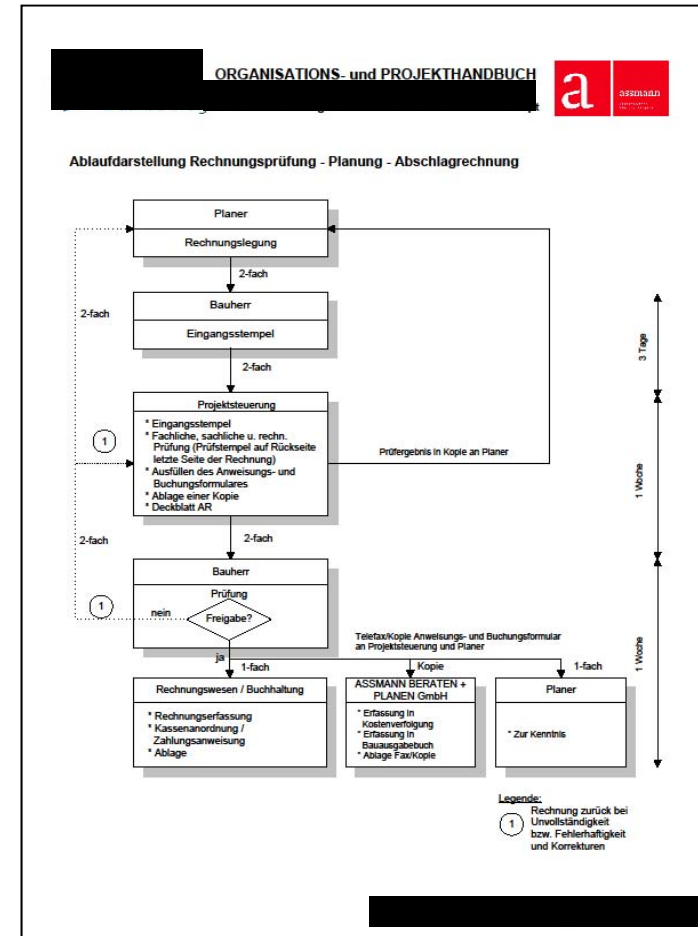 ORGANISATIONS- und PROJEKTHANDBUCH
a
assmann
Ablaufdarstellung Rechnungsprüfung - Planung - Abschlagrechnung
Planer
Rechnungslegung
2-fach
2-fach
Bauherr
Eingangsstempel
3 Tage
2-fach
Projektsteuerung
* Eingangsstempel
* Fachliche, sachliche u. rechn.
Prüfung (Prüfstempel auf Rückseite
letzte Seite der Rechnung)
* Ausfüllen des Anweisungs- und
Buchungsformulares
* Ablage einer Kopie
* Deckblatt AR
1
Prüfergebnis in Kopie an Planer
1 Woche
2-fach
2-fach
Bauherr
Prüfung
Freigabe?
nein
1
ja
Telefax/Kopie Anweisungs- und Buchungsformular
an Projektsteuerung und Planer
1 Woche
1-fach
Kopie
1-fach
Rechnungswesen / Buchhaltung
* Rechnungserfassung
* Kassenanordnung /
Zahlungsanweisung
* Ablage
ASSMANN BERATEN +
PLANEN GmbH
* Erfassung in
Kostenverfolgung
* Erfassung in
Bauausgabebuch
* Ablage Fax/Kopie
Planer
* Zur Kenntnis
Legende:
1
Rechnung zurück bei
Unvollständigkeit
bzw. Fehlerhaftigkeit
und Korrekturen